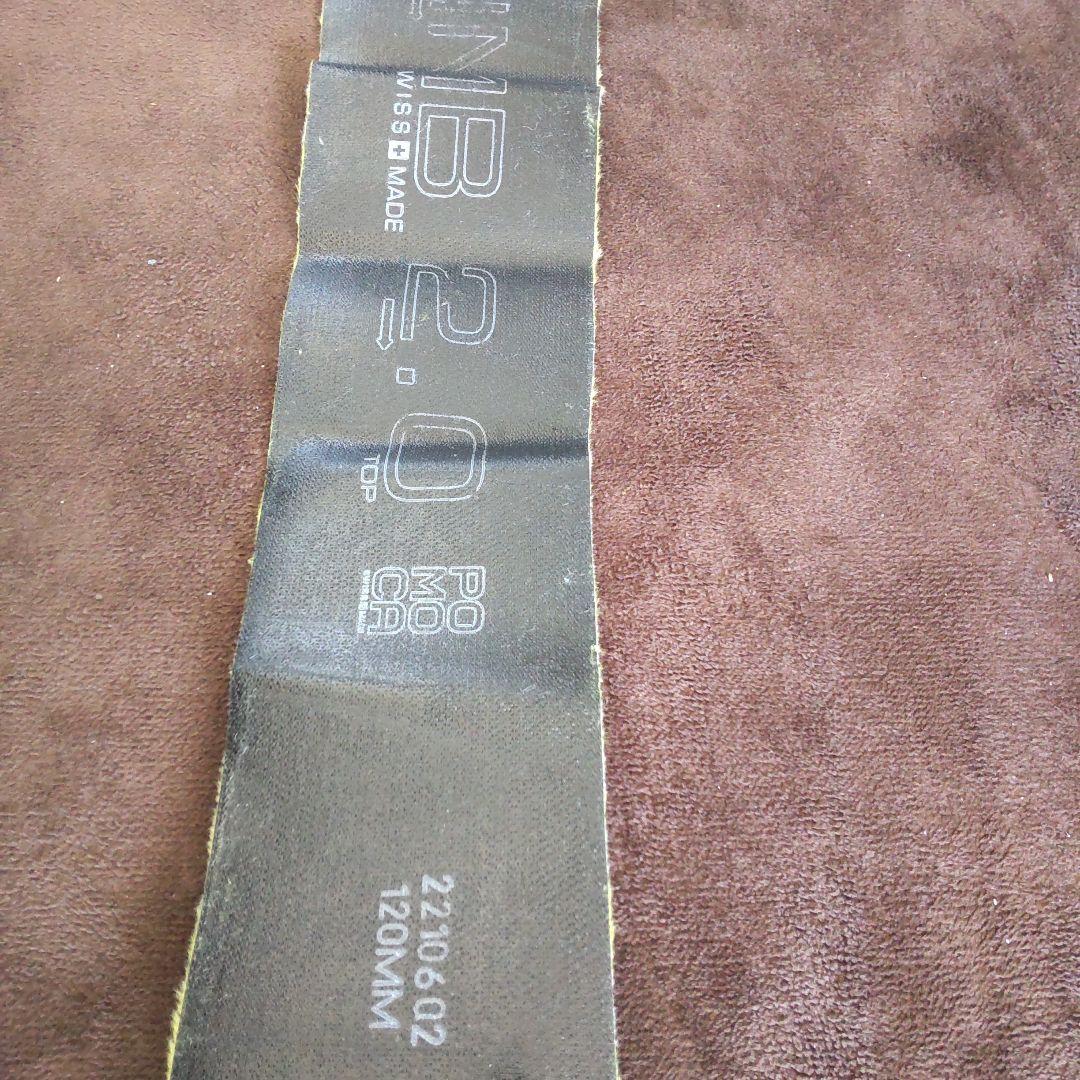 MB 2.0
WISS MADE
TOP
PO
MO
CA
2210602
120MM